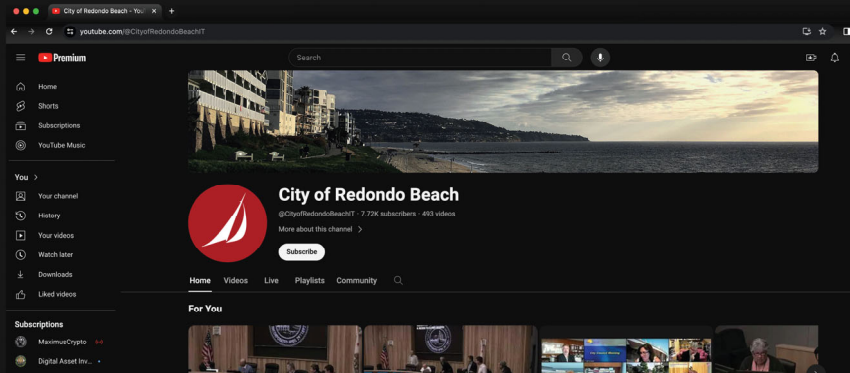 City of Redondo Beach - You
youtube.com/@CityofRedondoBeachIT
Premium
Search
Home
Shorts
Subscriptions
YouTube Music
You
Your channel
History
Your videos
Watch later
Downloads
Liked videos
Subscriptions
MaximusCrypto
Digital Asset Inv...
City of Redondo Beach
@CityofRedondoBeachIT · 7.72K subscribers · 493 videos
More about this channel
Subscribe
Home Videos Live Playlists Community
For You